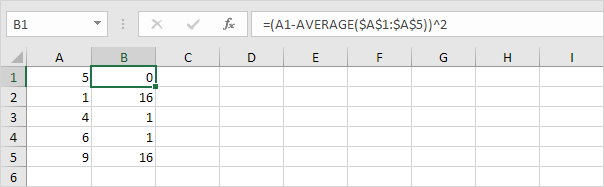 B1 fx =(A1-AVERAGE($A$1:$A$5))^2
A B C D E F G H I
1 5 0
2 1 16
3 4 1
4 6 1
5 9 16
6